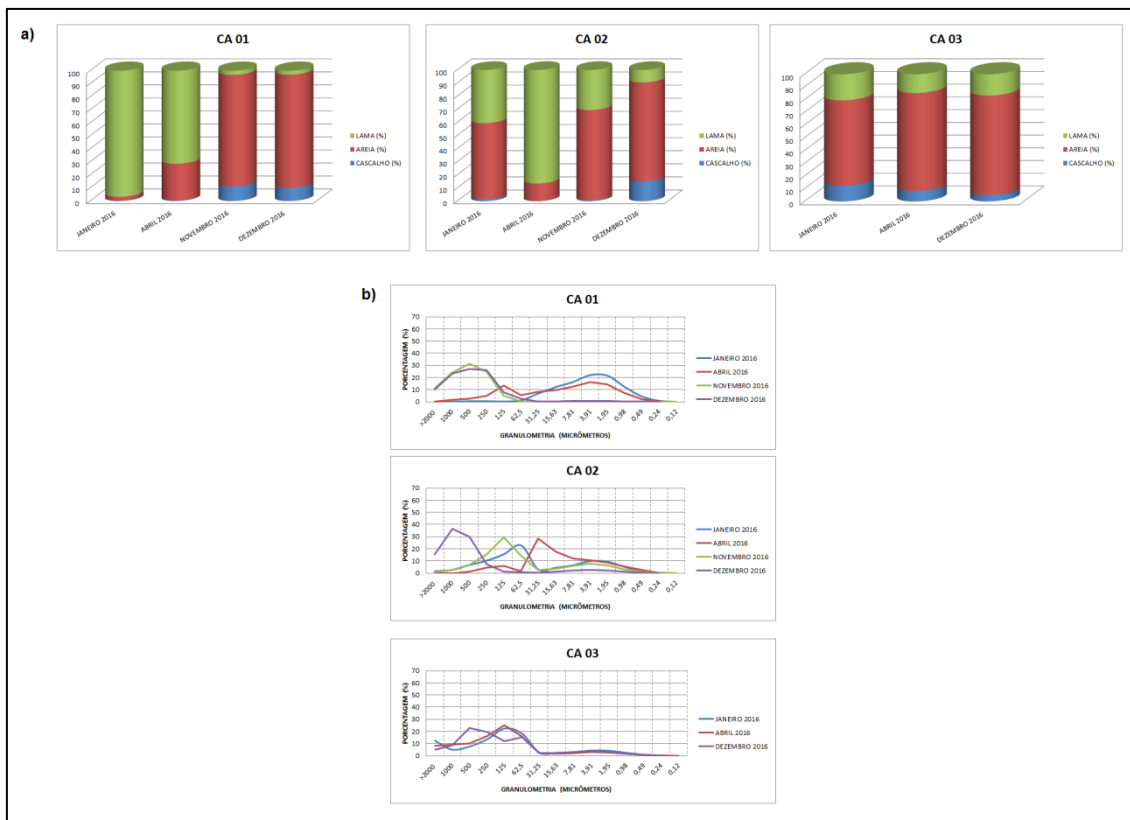 a)
CA 01
100
90
80
70
60
50
40
30
20
10
0
JANEIRO 2016
ABRIL 2016
NOVEMBRO 2016
DEZEMBRO 2016
LAMA (%)
AREIA (%)
CASCALHO (%)
CA 02
100
90
80
70
60
50
40
30
20
10
0
JANEIRO 2016
ABRIL 2016
NOVEMBRO 2016
DEZEMBRO 2016
LAMA (%)
AREIA (%)
CASCALHO (%)
CA 03
100
90
80
70
60
50
40
30
20
10
0
JANEIRO 2016
ABRIL 2016
DEZEMBRO 2016
LAMA (%)
AREIA (%)
CASCALHO (%)
b)
CA 01
PORCENTAGEM (%)
70
60
50
40
30
20
10
0
>2000 1000 500 250 125 62,5 31,25 15,63 7,81 3,91 1,95 0,98 0,49 0,24 0,12
GRANULOMETRIA (MICRÔMETROS)
JANEIRO 2016
ABRIL 2016
NOVEMBRO 2016
DEZEMBRO 2016
CA 02
PORCENTAGEM (%)
70
60
50
40
30
20
10
0
>2000 1000 500 250 125 62,5 31,25 15,63 7,81 3,91 1,95 0,98 0,49 0,24 0,12
GRANULOMETRIA (MICRÔMETROS)
JANEIRO 2016
ABRIL 2016
NOVEMBRO 2016
DEZEMBRO 2016
CA 03
PORCENTAGEM (%)
70
60
50
40
30
20
10
0
>2000 1000 500 250 125 62,5 31,25 15,63 7,81 3,91 1,95 0,98 0,49 0,24 0,12
GRANULOMETRIA (MICRÔMETROS)
JANEIRO 2016
ABRIL 2016
DEZEMBRO 2016